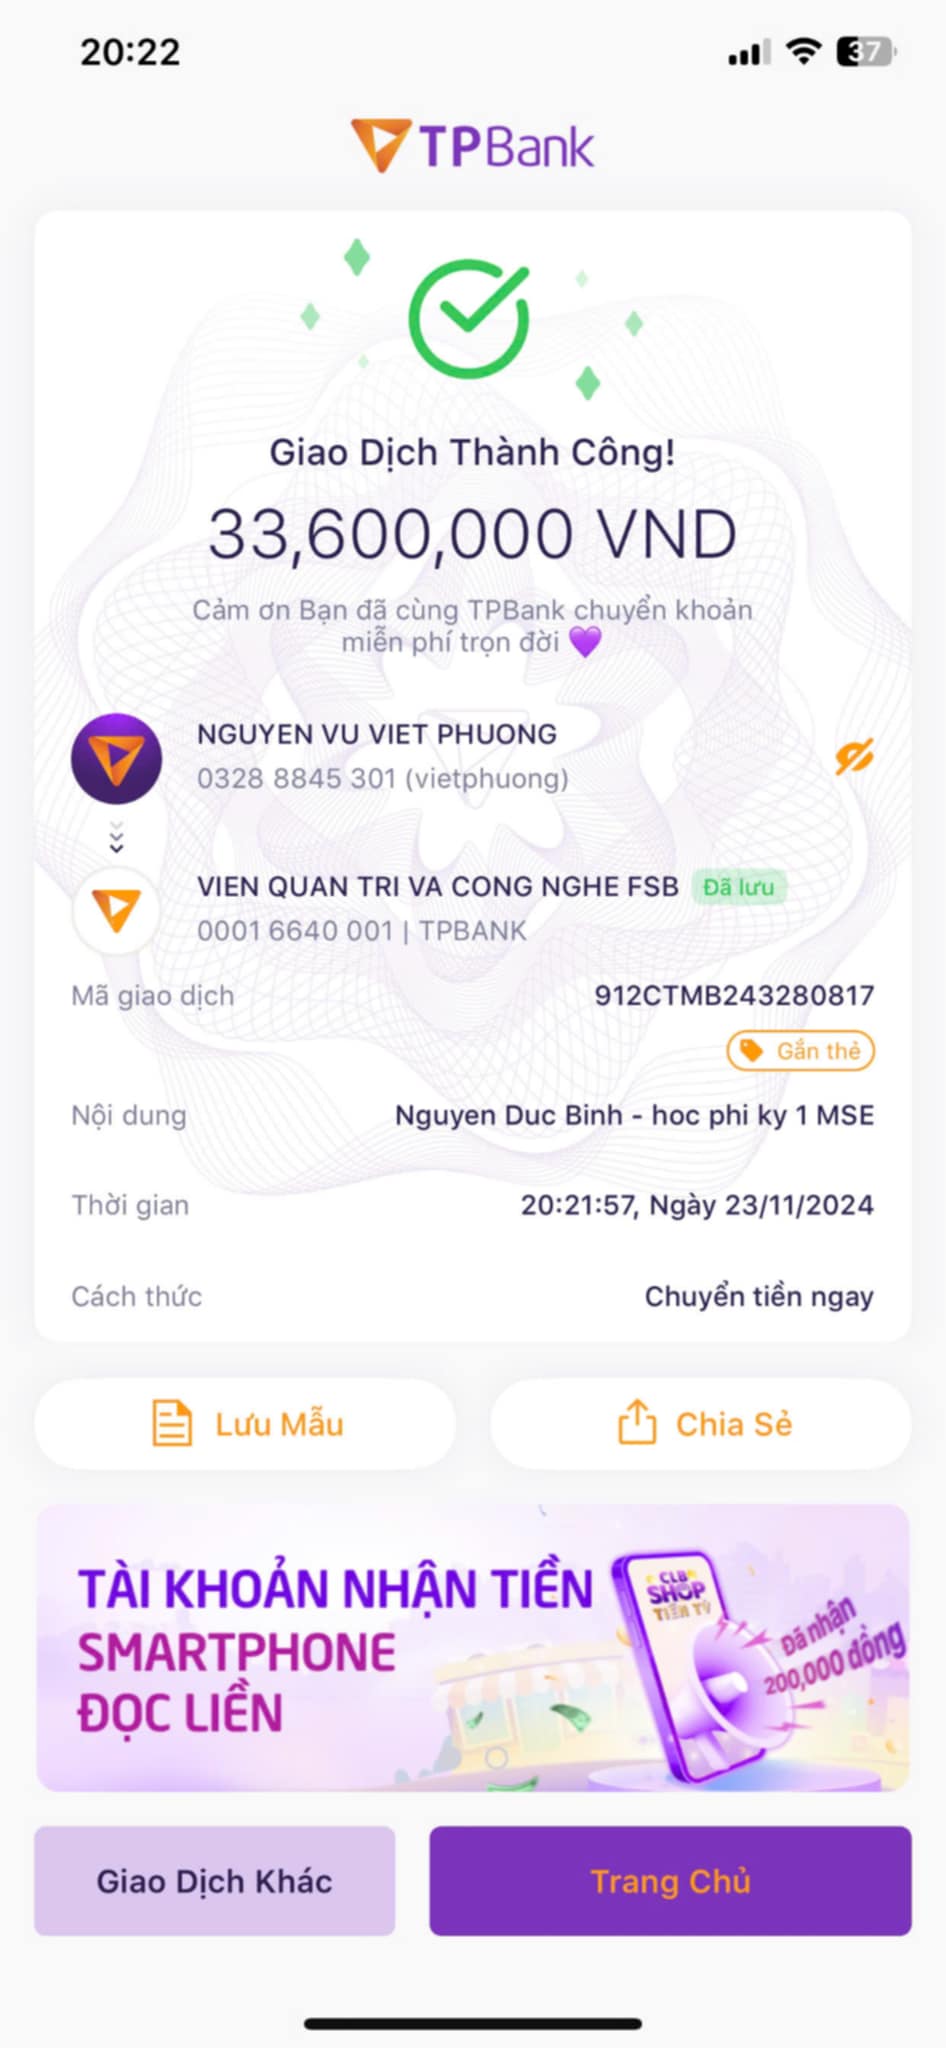 20:22
37
TPBank
Giao Dịch Thành Công!
33,600,000 VND
Cảm ơn Bạn đã cùng TPBank chuyển khoản
miễn phí trọn đời 💜
NGUYEN VU VIET PHUONG
0328 8845 301 (vietphuong)
VIEN QUAN TRI VA CONG NGHE FSB Đã lưu
0001 6640 001 | TPBANK
Mã giao dịch 912CTMB243280817
Gắn thẻ
Nội dung Nguyen Duc Binh - hoc phi ky 1 MSE
Thời gian 20:21:57, Ngày 23/11/2024
Cách thức Chuyển tiền ngay
Lưu Mẫu Chia Sẻ
TÀI KHOẢN NHẬN TIỀN
SMARTPHONE
ĐỌC LIỀN
CLB
SHOP
TIỀN TỶ
Đã nhận
200,000 đồng
Giao Dịch Khác Trang Chủ